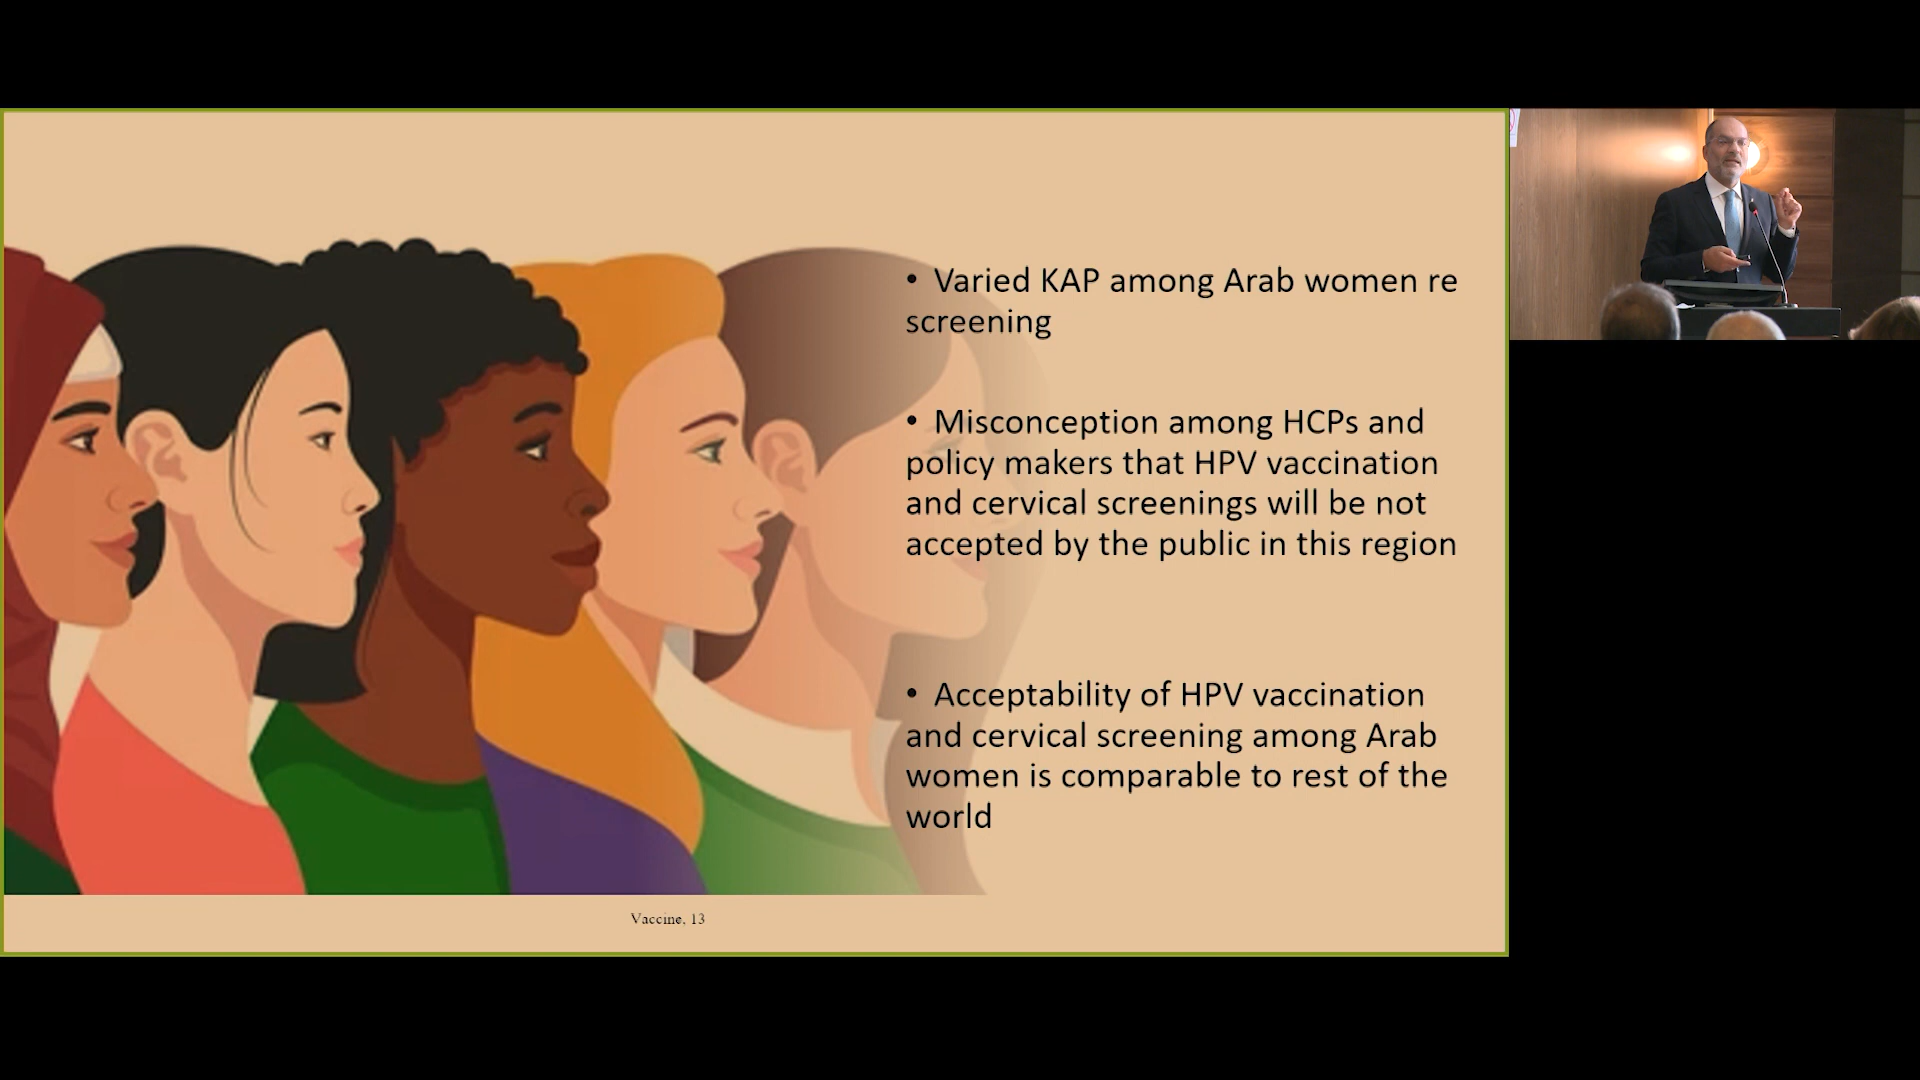 • Varied KAP among Arab women re
screening
• Misconception among HCPs and
policy makers that HPV vaccination
and cervical screenings will be not
accepted by the public in this region
• Acceptability of HPV vaccination
and cervical screening among Arab
women is comparable to rest of the
world
Vaccine, 13